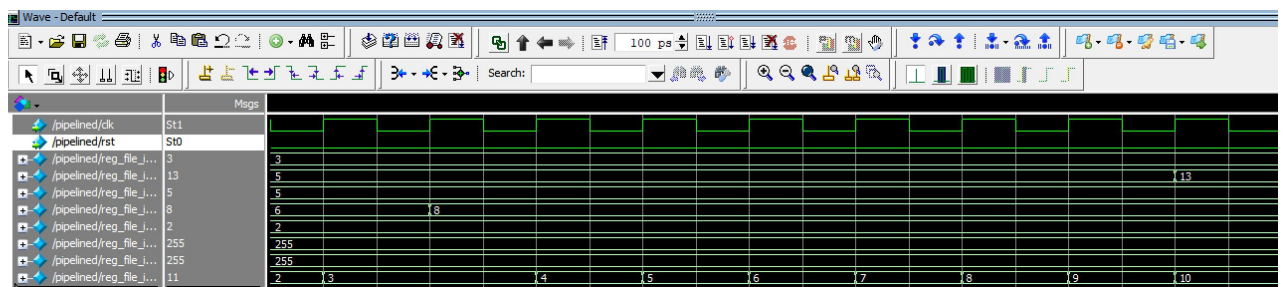 Wave - Default
100 ps
Search:
Msgs
/pipelined/clk St1
/pipelined/rst St0
/pipelined/reg_file_i... 3 3
/pipelined/reg_file_i... 13 5 13
/pipelined/reg_file_i... 5 5
/pipelined/reg_file_i... 8 6 8
/pipelined/reg_file_i... 2 2
/pipelined/reg_file_i... 255 255
/pipelined/reg_file_i... 255 255
/pipelined/reg_file_i... 11 2 3 4 5 6 7 8 9 10